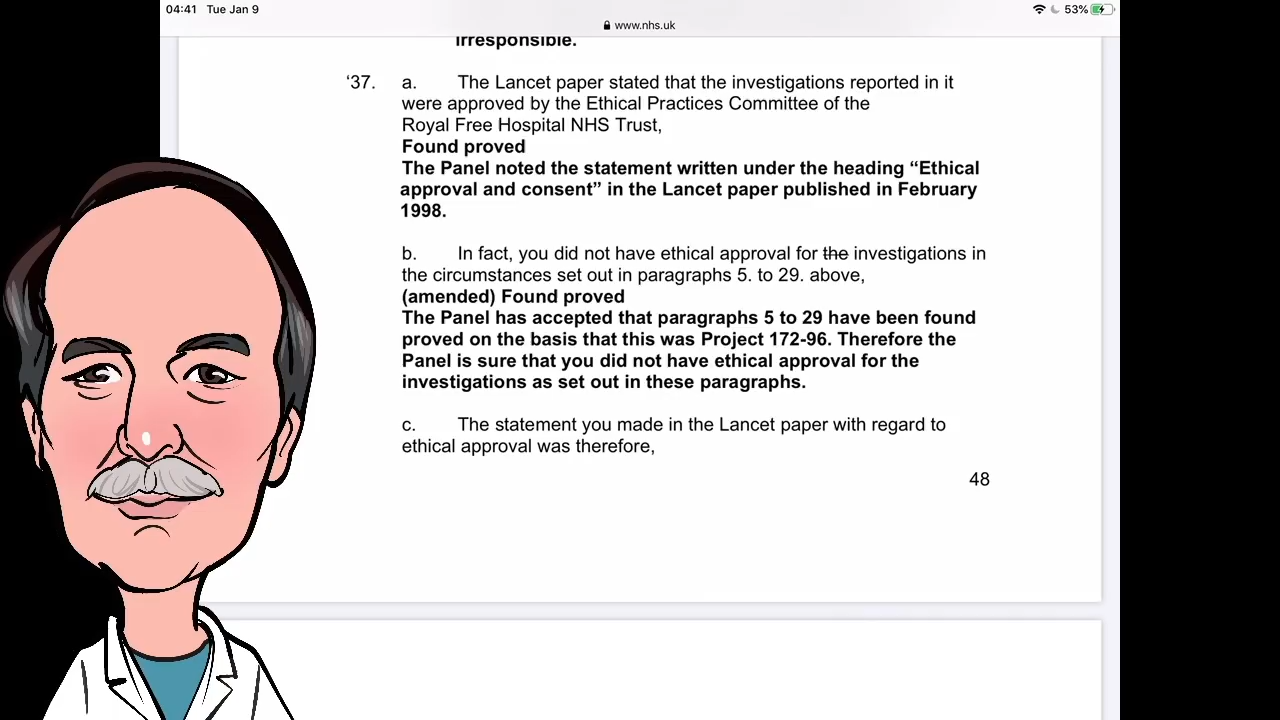 04:41 Tue Jan 9
53%
www.nhs.uk
irresponsible.
‘37. a. The Lancet paper stated that the investigations reported in it
were approved by the Ethical Practices Committee of the
Royal Free Hospital NHS Trust,
Found proved
The Panel noted the statement written under the heading “Ethical
approval and consent” in the Lancet paper published in February
1998.
b. In fact, you did not have ethical approval for the investigations in
the circumstances set out in paragraphs 5. to 29. above,
(amended) Found proved
The Panel has accepted that paragraphs 5 to 29 have been found
proved on the basis that this was Project 172-96. Therefore the
Panel is sure that you did not have ethical approval for the
investigations as set out in these paragraphs.
c. The statement you made in the Lancet paper with regard to
ethical approval was therefore,
48